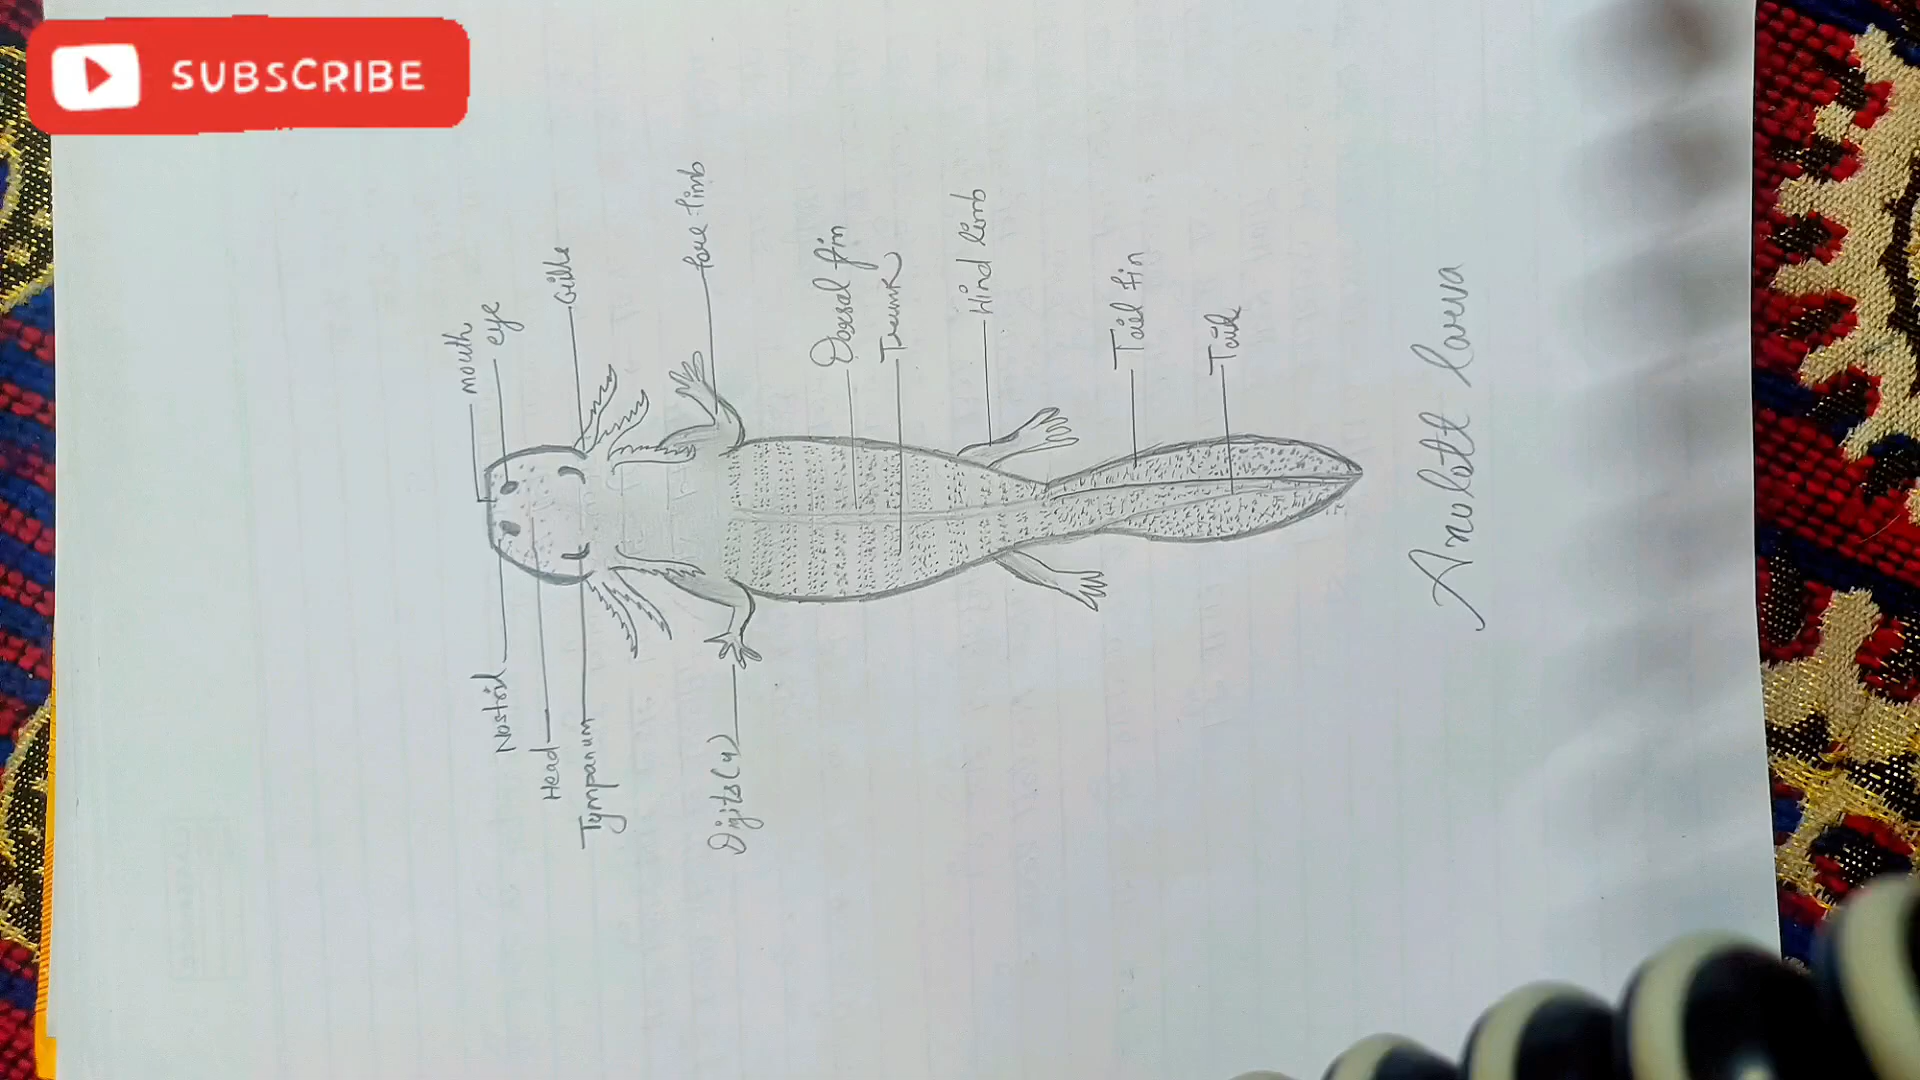 SUBSCRIBE
mouth
eye
Gills
fore limb
Dorsal fin
Trunk
Hind limb
Tail fin
Tail
Nostril
Head
Tympanum
Digits(4)
Axolotl larva